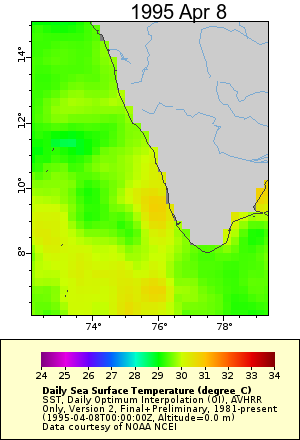 1995 Apr 8
14°
12°
10°
8°
74°
76°
78°
24 25 26 27 28 29 30 31 32 33 34
Daily Sea Surface Temperature (degree_C)
SST, Daily Optimum Interpolation (OI), AVHRR
Only, Version 2, Final+Preliminary, 1981-present
(1995-04-08T00:00:00Z, Altitude=0.0 m)
Data courtesy of NOAA NCEI